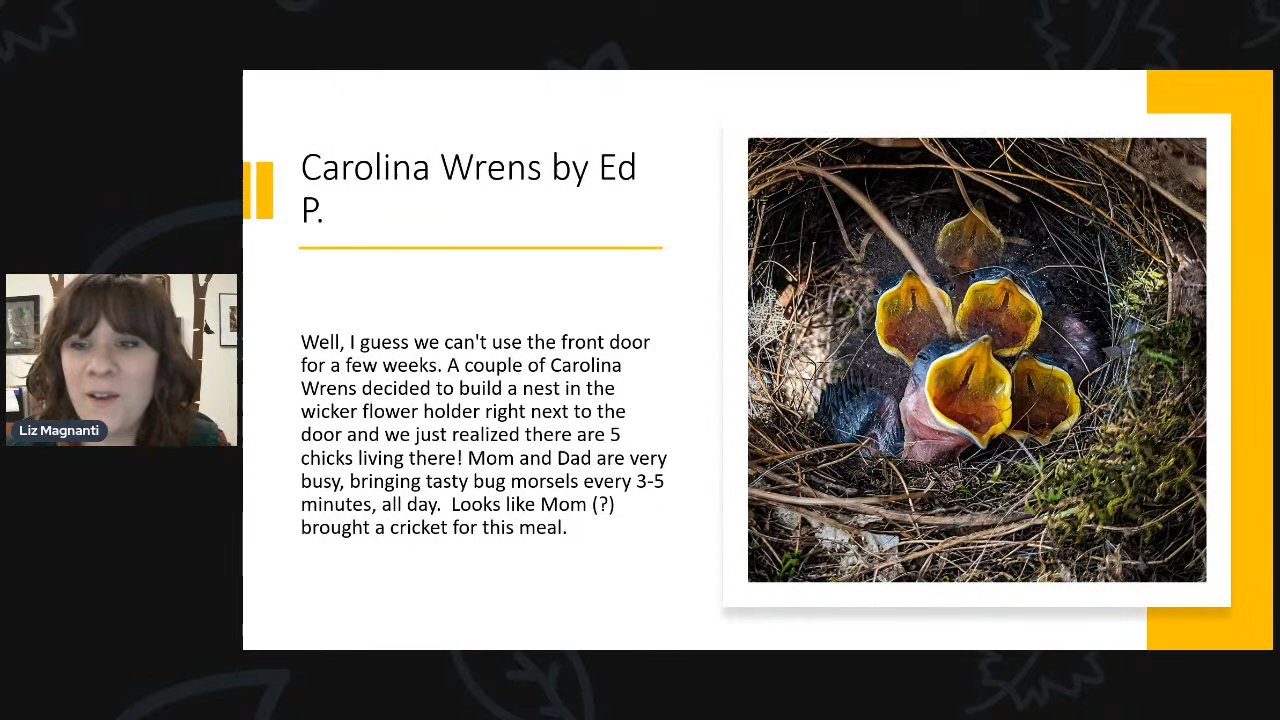 Carolina Wrens by Ed
P.
Well, I guess we can't use the front door
for a few weeks. A couple of Carolina
Wrens decided to build a nest in the
wicker flower holder right next to the
door and we just realized there are 5
chicks living there! Mom and Dad are very
busy, bringing tasty bug morsels every 3-5
minutes, all day.  Looks like Mom (?)
brought a cricket for this meal.
Liz Magnanti